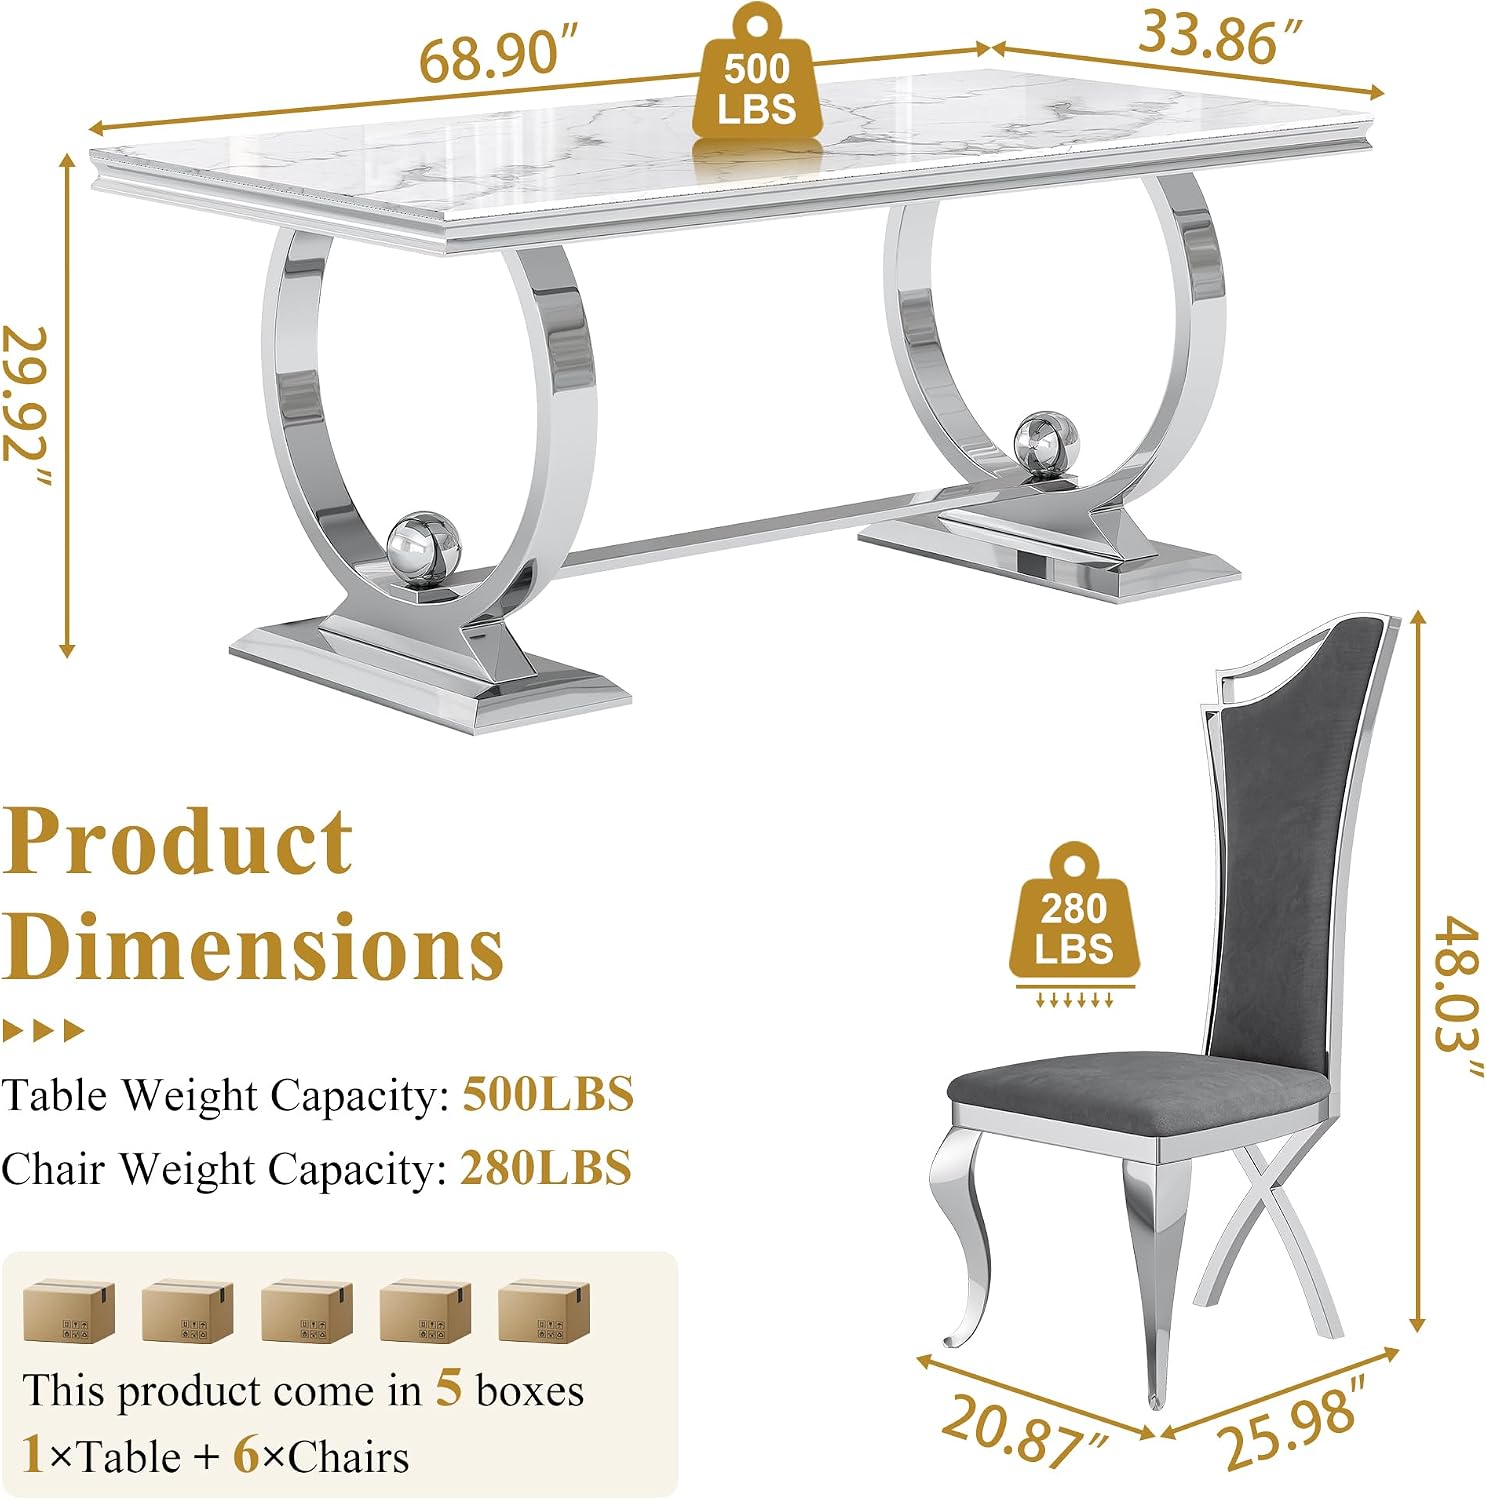 68.90"
500
LBS
33.86"
29.92"
Product
Dimensions
Table Weight Capacity: 500LBS
Chair Weight Capacity: 280LBS
280
LBS
48.03"
20.87"
25.98"
This product come in 5 boxes
1×Table + 6×Chairs